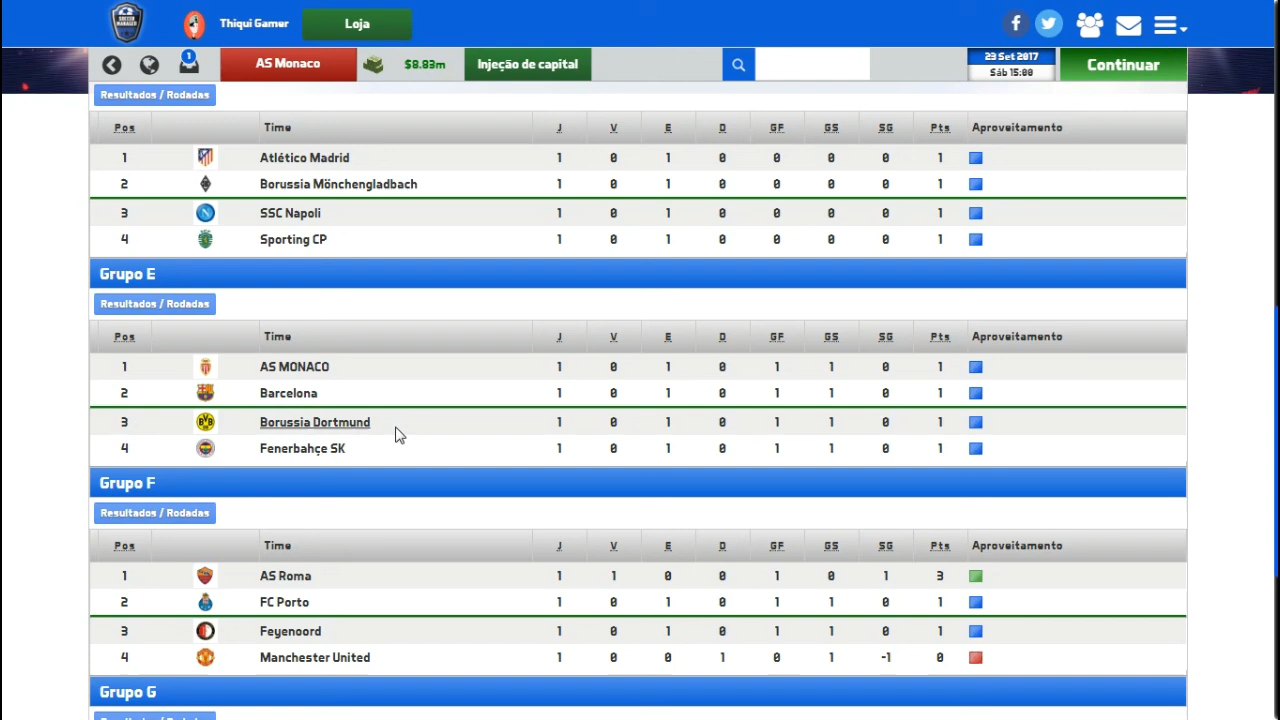 Thiqui Gamer Loja
1 AS Monaco $8.83m Injeção de capital 23 Set 2017 Sáb 15:00 Continuar
Resultados / Rodadas
Pos Time J V E D GF GS SG Pts Aproveitamento
1 Atlético Madrid 1 0 1 0 0 0 0 1
2 Borussia Mönchengladbach 1 0 1 0 0 0 0 1
3 SSC Napoli 1 0 1 0 0 0 0 1
4 Sporting CP 1 0 1 0 0 0 0 1
Grupo E
Resultados / Rodadas
Pos Time J V E D GF GS SG Pts Aproveitamento
1 AS MONACO 1 0 1 0 1 1 0 1
2 Barcelona 1 0 1 0 1 1 0 1
3 Borussia Dortmund 1 0 1 0 1 1 0 1
4 Fenerbahçe SK 1 0 1 0 1 1 0 1
Grupo F
Resultados / Rodadas
Pos Time J V E D GF GS SG Pts Aproveitamento
1 AS Roma 1 1 0 0 1 0 1 3
2 FC Porto 1 0 1 0 1 1 0 1
3 Feyenoord 1 0 1 0 1 1 0 1
4 Manchester United 1 0 0 1 0 1 -1 0
Grupo G